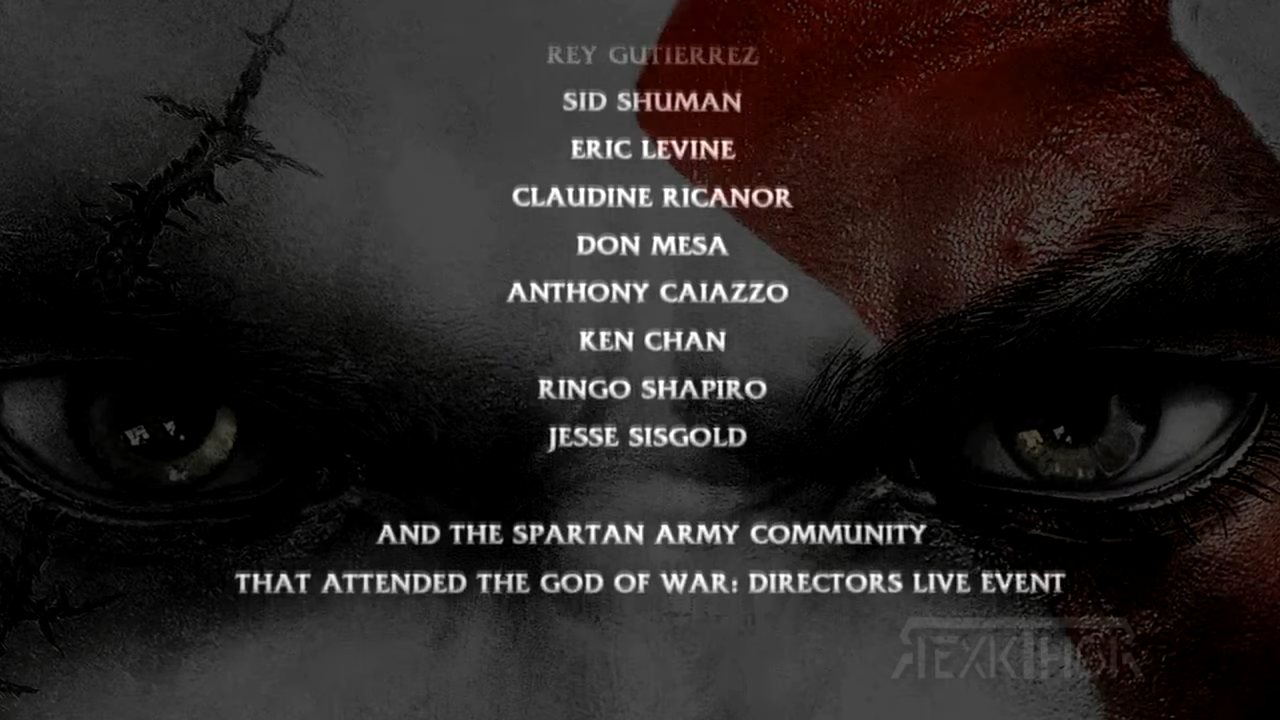 REY GUTIERREZ
SID SHUMAN
ERIC LEVINE
CLAUDINE RICANOR
DON MESA
ANTHONY CAIAZZO
KEN CHAN
RINGO SHAPIRO
JESSE SISGOLD
AND THE SPARTAN ARMY COMMUNITY
THAT ATTENDED THE GOD OF WAR: DIRECTORS LIVE EVENT